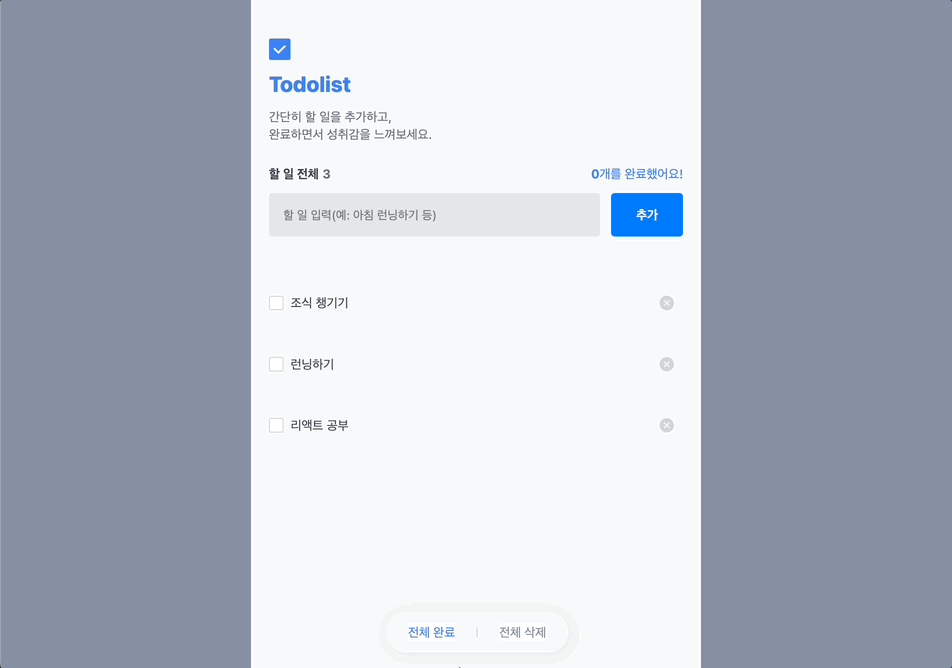 Todolist
간단히 할 일을 추가하고,
완료하면서 성취감을 느껴보세요.
할 일 전체 3
0개를 완료했어요!
할 일 입력(예: 아침 런닝하기 등)
추가
조식 챙기기
런닝하기
리액트 공부
전체 완료
전체 삭제